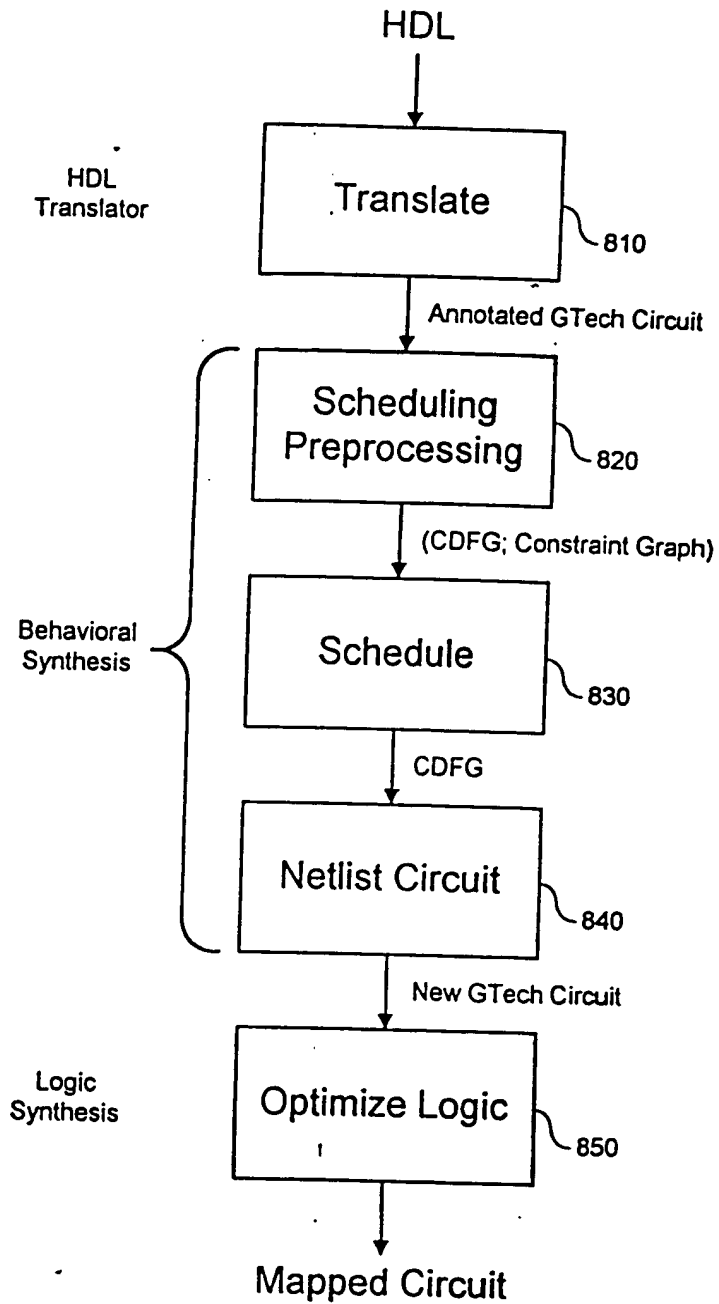 HDL
HDL
Translator
Translate
810
Annotated GTech Circuit
Scheduling
Preprocessing
820
(CDFG; Constraint Graph)
Behavioral
Synthesis
Schedule
830
CDFG
Netlist Circuit
840
New GTech Circuit
Logic
Synthesis
Optimize Logic
850
Mapped Circuit